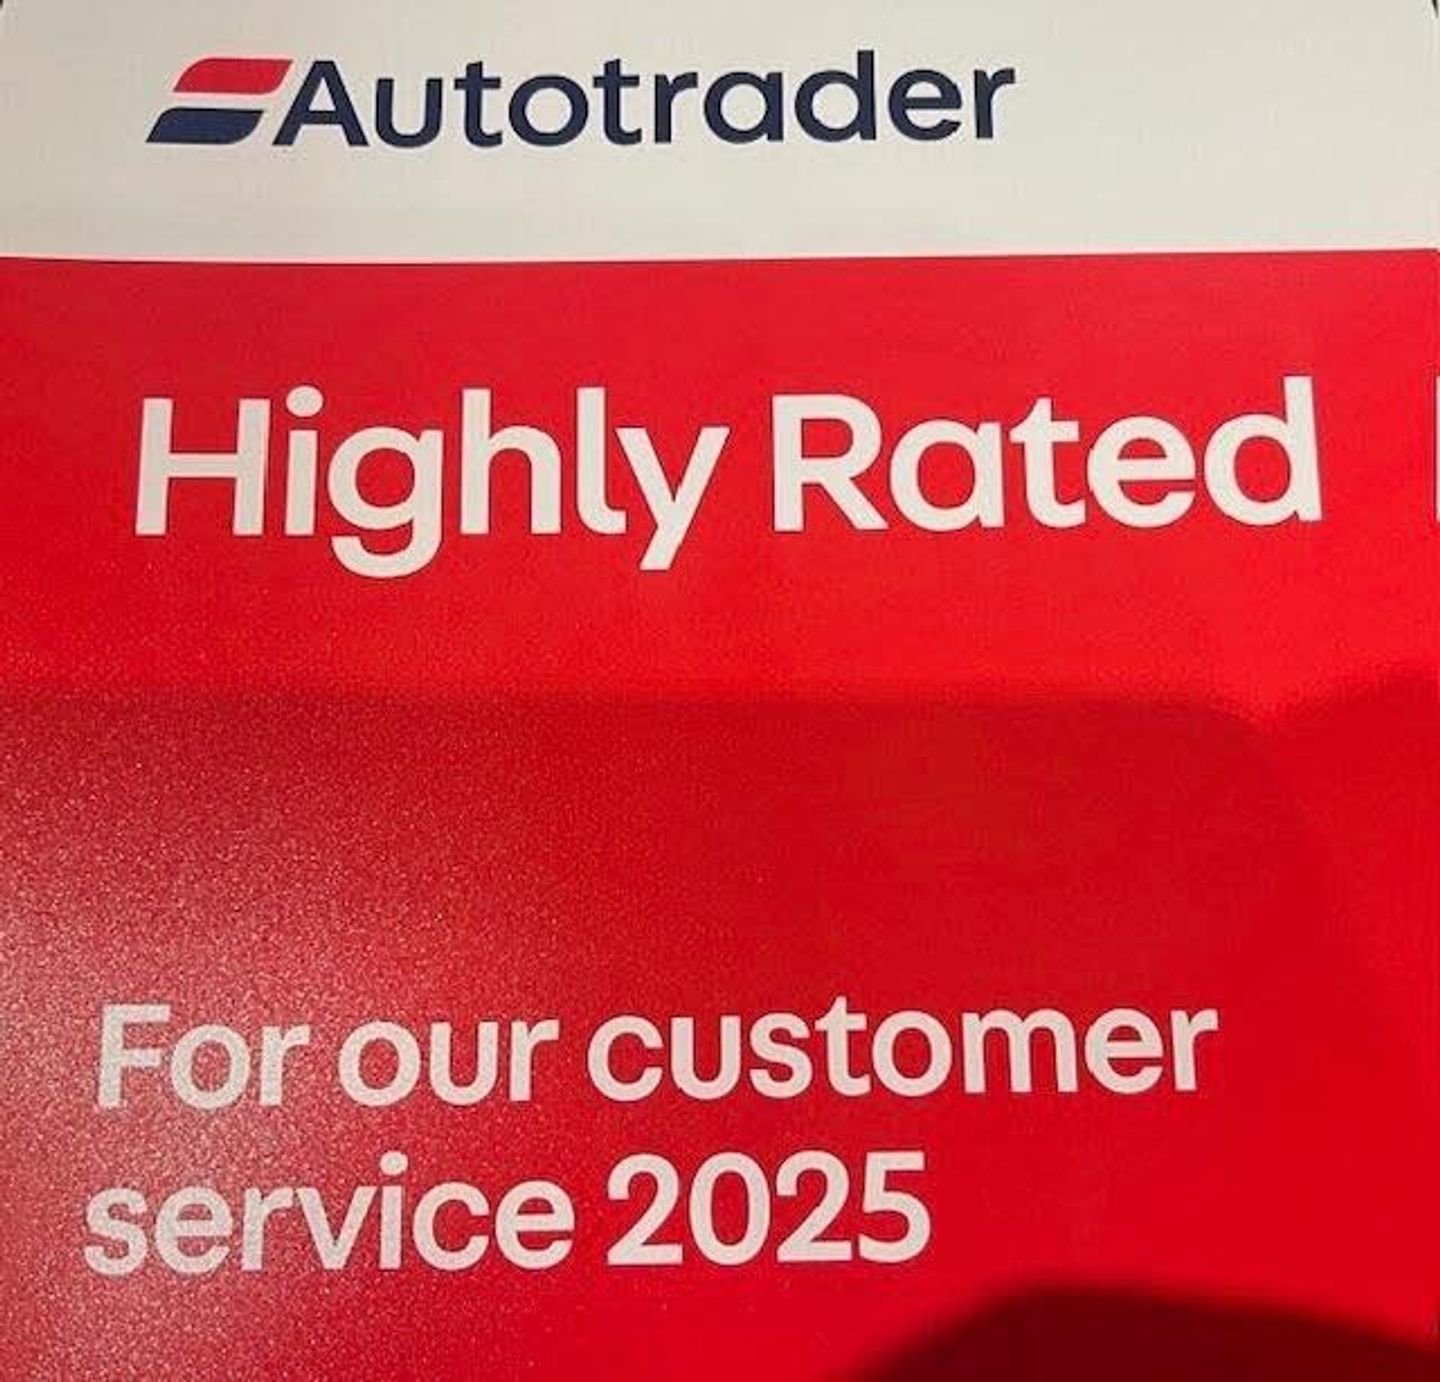 Autotrader
Highly Rated
For our customer
service 2025